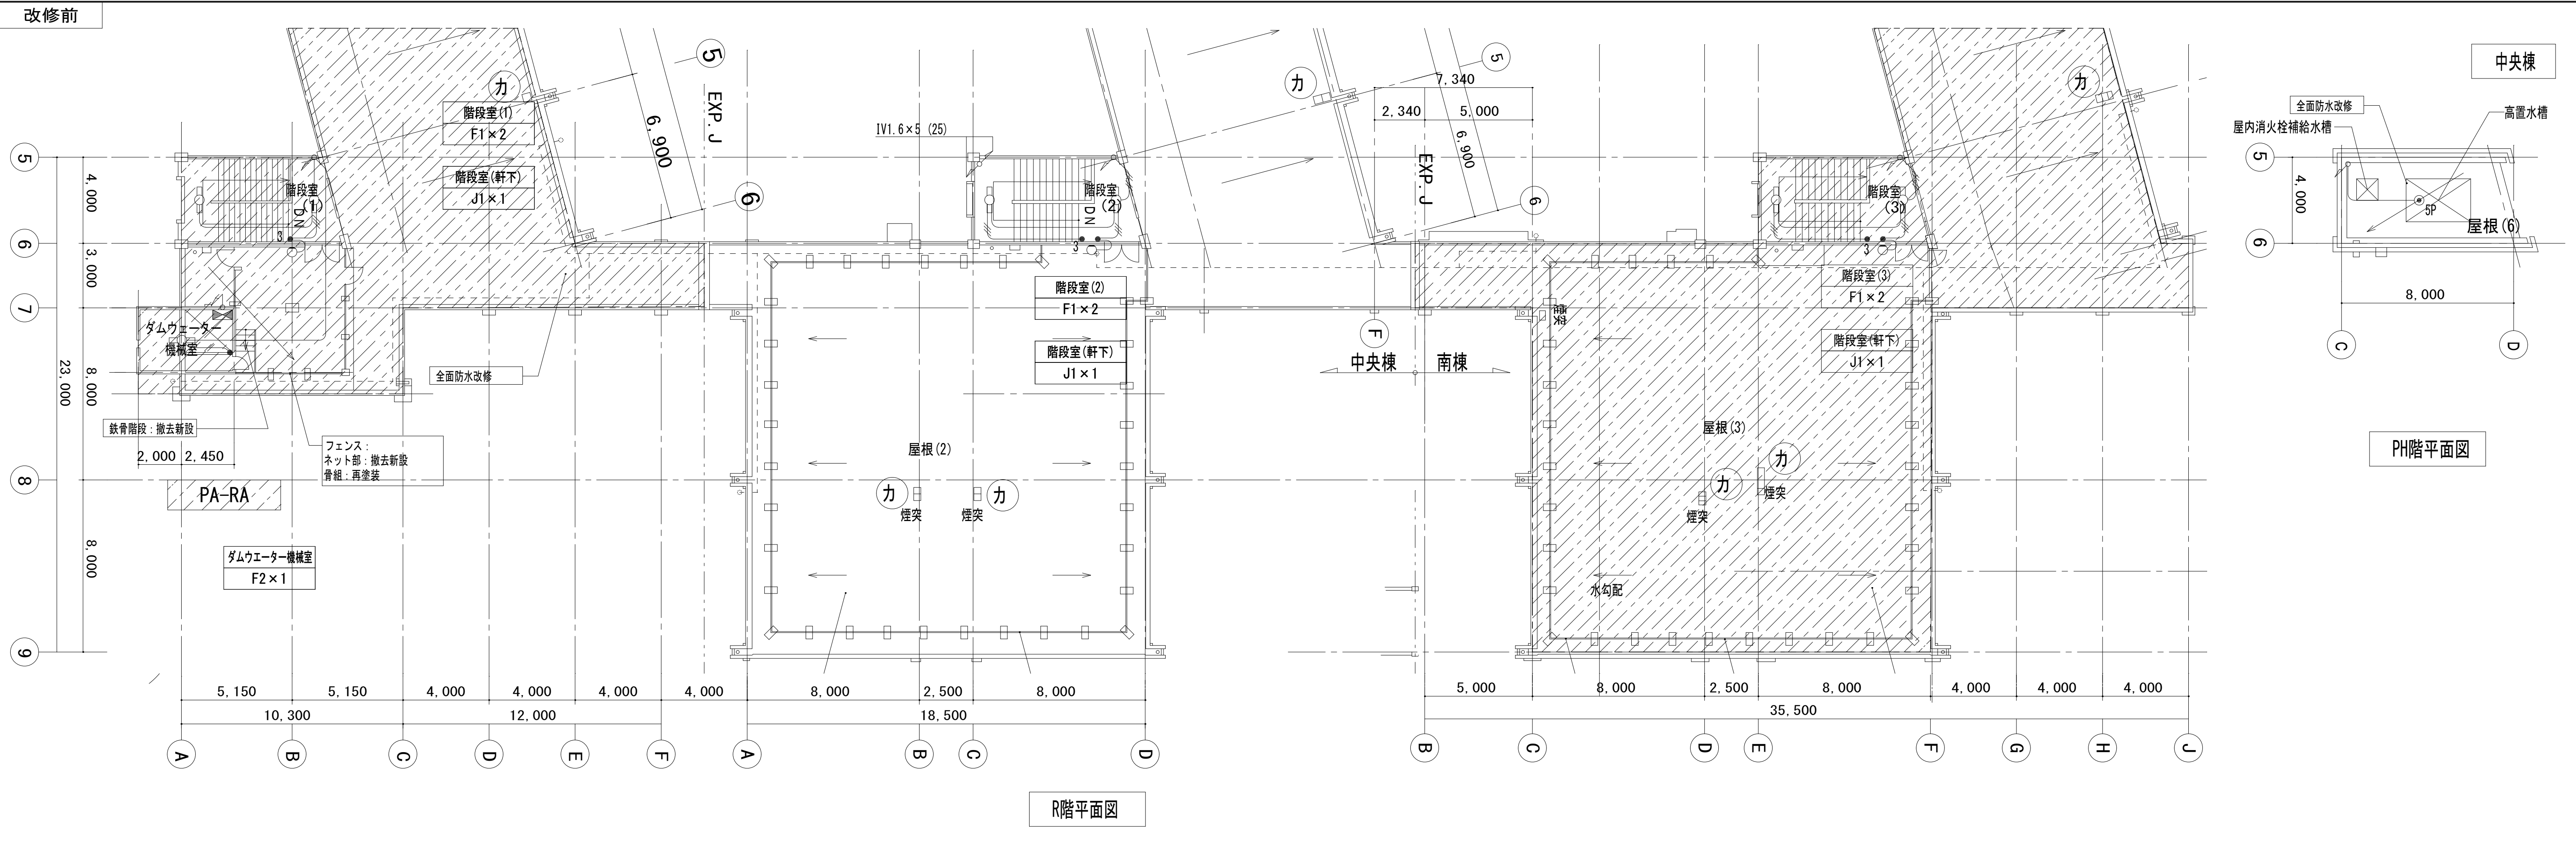 改修前
5
6
7
8
9
4,000
3,000
8,000
8,000
23,000
階段室
(1)
DN
3
ダムウェーター
機械室
鉄骨階段：撤去新設
2,000
2,450
フェンス：
ネット部：撤去新設
骨組：再塗装
PA-RA
ダムウエーター機械室
F2×1
カ
階段室(1)
F1×2
階段室(軒下)
J1×1
全面防水改修
6,900
5
EXP.J
6
5,150
5,150
4,000
4,000
4,000
4,000
10,300
12,000
A
B
C
D
E
F
IV1.6×5 (25)
階段室
(2)
DN
3
階段室(2)
F1×2
階段室(軒下)
J1×1
屋根(2)
カ
カ
煙突
煙突
8,000
2,500
8,000
18,500
A
B
C
D
R階平面図
カ
7,340
2,340
5,000
5
6,900
EXP.J
6
F
中央棟
南棟
階段室
(3)
3
煙突
階段室(3)
F1×2
階段室(軒下)
J1×1
カ
屋根(3)
カ
カ
煙突
煙突
水勾配
5,000
8,000
2,500
8,000
4,000
4,000
4,000
35,500
B
C
D
E
F
G
H
J
中央棟
全面防水改修
高置水槽
屋内消火栓補給水槽
5
4,000
6
5P
屋根(6)
8,000
C
D
PH階平面図